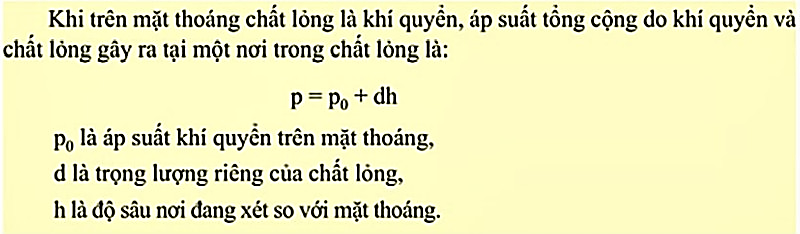 Khi trên mặt thoáng chất lỏng là khí quyển, áp suất tổng cộng do khí quyển và
chất lỏng gây ra tại một nơi trong chất lỏng là:
p = p₀ + dh
p₀ là áp suất khí quyển trên mặt thoáng,
d là trọng lượng riêng của chất lỏng,
h là độ sâu nơi đang xét so với mặt thoáng.